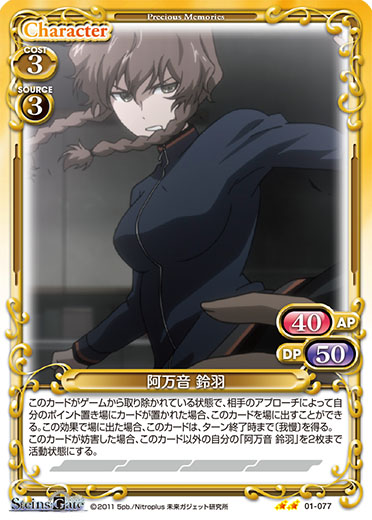 Precious Memories
Character
COST
3
SOURCE
3
40 AP
DP 50
阿万音 鈴羽
このカードがゲームから取り除かれている状態で、相手のアプローチによって自
分のポイント置き場にカードが置かれた場合、このカードを場に出すことができ
る。この効果で場に出た場合、このカードは、ターン終了時まで〔我慢〕を得る。
このカードが妨害した場合、このカード以外の自分の「阿万音 鈴羽」を2枚まで
活動状態にする。
Steins;Gate ©2011 5pb./Nitroplus 未来ガジェット研究所 01-077